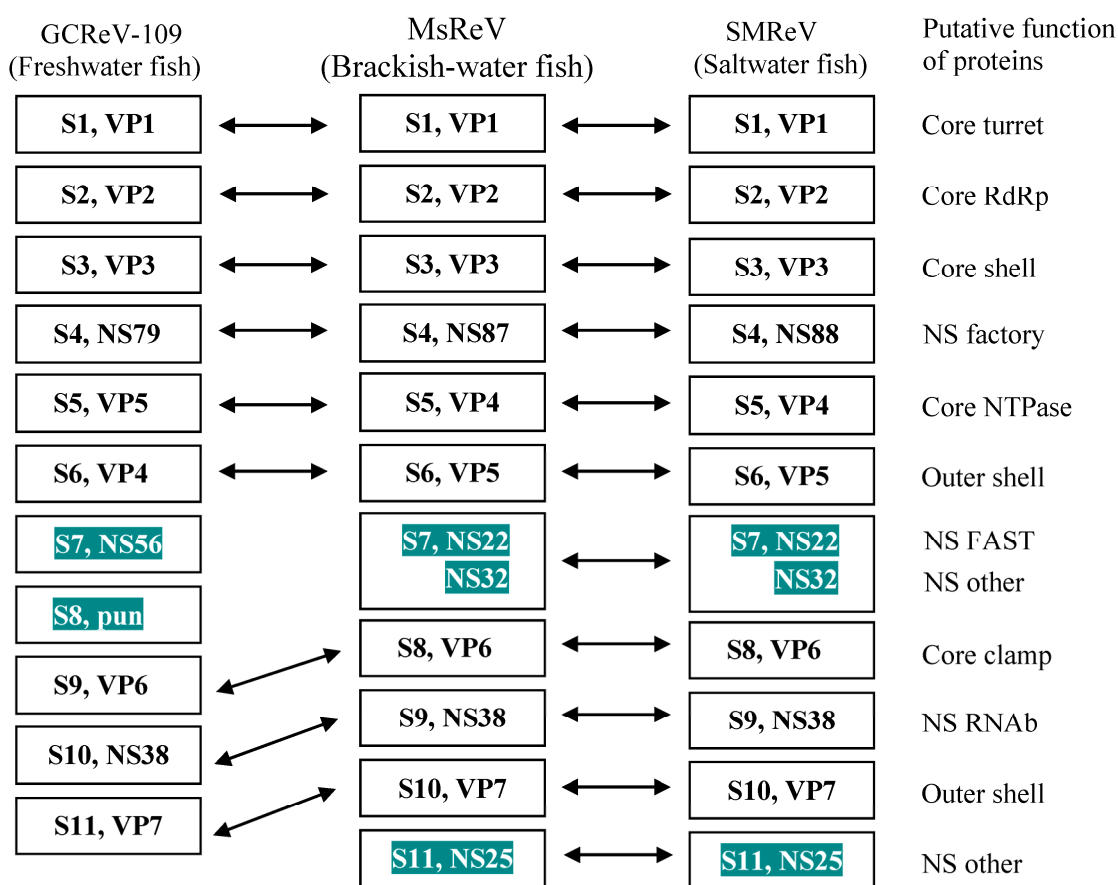 GCReV-109
(Freshwater fish)
MsReV
(Brackish-water fish)
SMReV
(Saltwater fish)
Putative function
of proteins
S1, VP1
S1, VP1
S1, VP1
Core turret
S2, VP2
S2, VP2
S2, VP2
Core RdRp
S3, VP3
S3, VP3
S3, VP3
Core shell
S4, NS79
S4, NS87
S4, NS88
NS factory
S5, VP5
S5, VP4
S5, VP4
Core NTPase
S6, VP4
S6, VP5
S6, VP5
Outer shell
S7, NS56
S7, NS22
NS32
S7, NS22
NS32
NS FAST
NS other
S8, pun
S8, VP6
S8, VP6
Core clamp
S9, VP6
S9, NS38
S9, NS38
NS RNAb
S10, NS38
S10, VP7
S10, VP7
Outer shell
S11, VP7
S11, NS25
S11, NS25
NS other